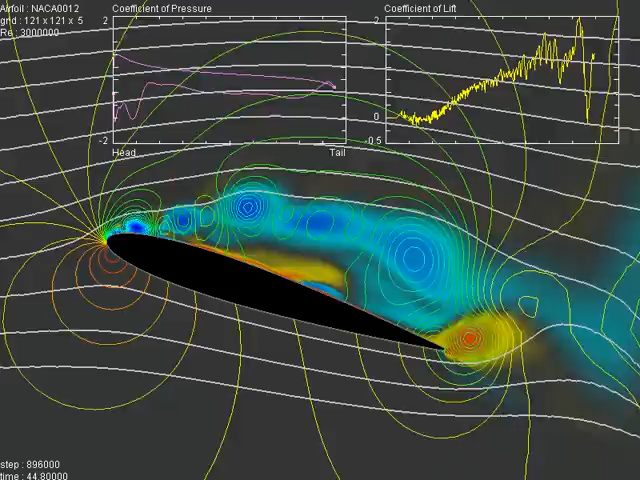 Airfoil : NACA0012
grid : 121 x 121 x 5
Re : 3000000
Coefficient of Pressure
2
-2
Head
Tail
Coefficient of Lift
2
0
-0.5
step : 896000
time : 44.80000